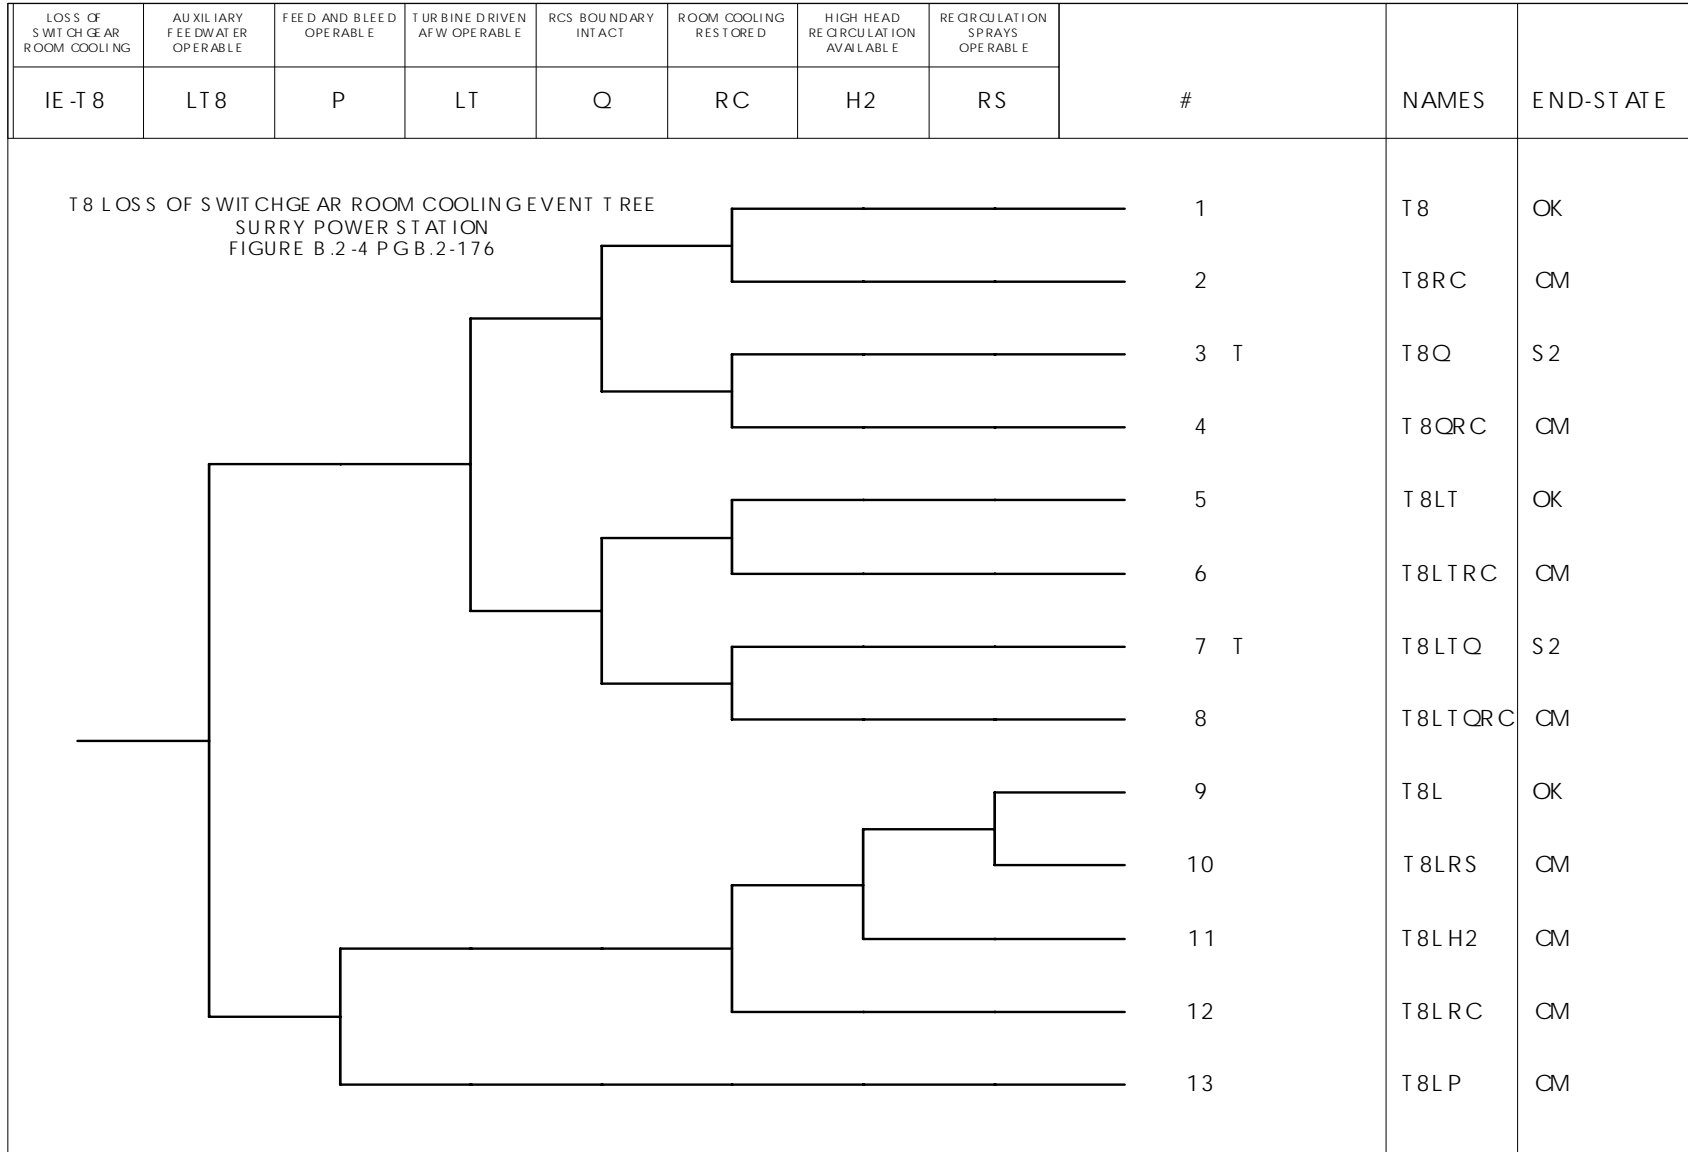 LOSS OF SWITCHGEAR ROOM COOLING
AUXILIARY FEEDWATER OPERABLE
FEED AND BLEED OPERABLE
TURBINE DRIVEN AFW OPERABLE
RCS BOUNDARY INTACT
ROOM COOLING RESTORED
HIGH HEAD RECIRCULATION AVAILABLE
RECIRCULATION SPRAYS OPERABLE
IE-T8 LT8 P LT Q RC H2 RS # NAMES END-STATE
T8 LOSS OF SWITCHGEAR ROOM COOLING EVENT TREE
SURRY POWER STATION
FIGURE B.2-4 PG B.2-176
1 T8 OK
2 T8RC CM
3 T T8Q S2
4 T8QRC CM
5 T8LT OK
6 T8LTRC CM
7 T T8LTQ S2
8 T8LTQRC CM
9 T8L OK
10 T8LRS CM
11 T8LH2 CM
12 T8LRC CM
13 T8LP CM